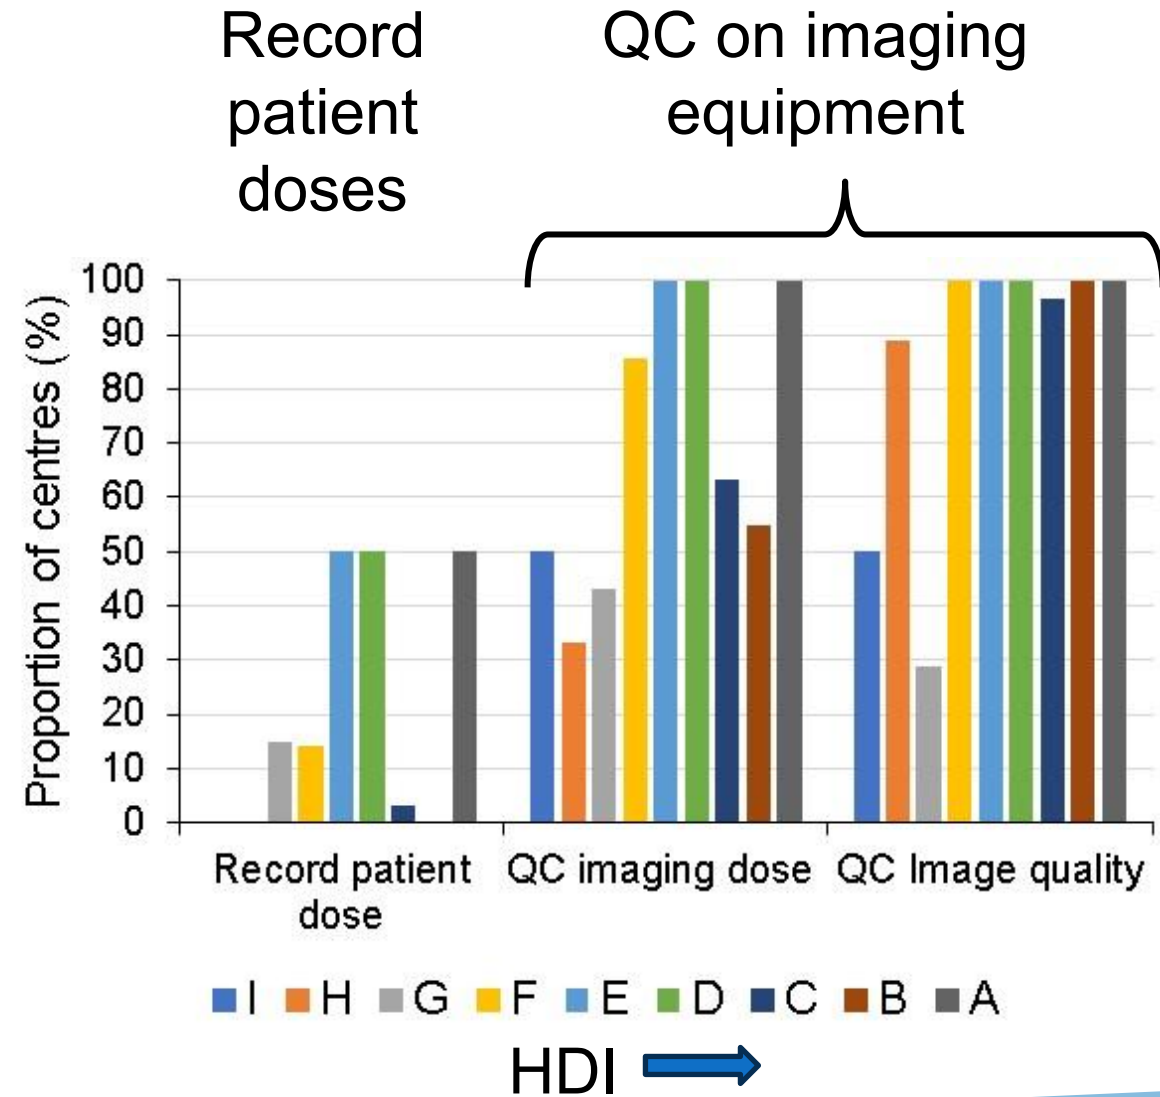 Record
patient
doses
QC on imaging
equipment
Proportion of centres (%)
100
90
80
70
60
50
40
30
20
10
0
Record patient
dose
QC imaging dose
QC Image quality
I H G F E D C B A
HDI